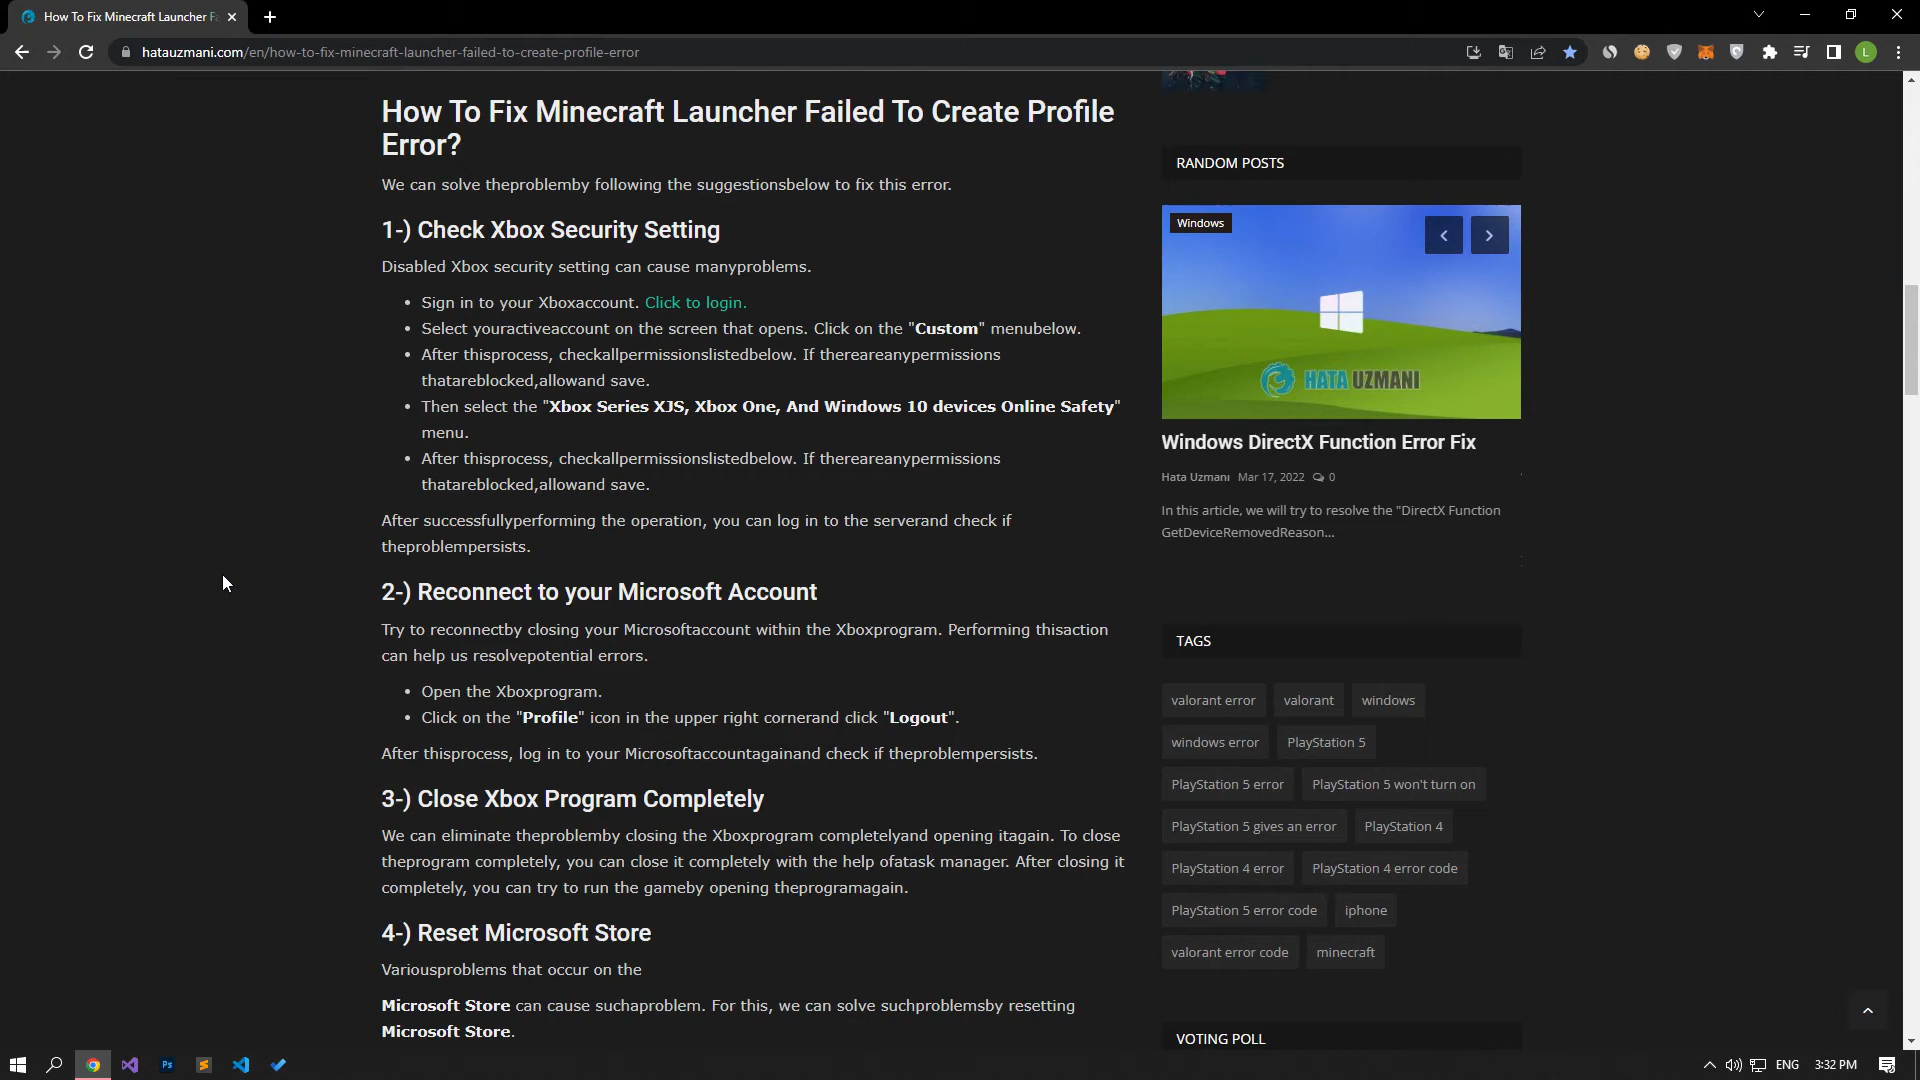 How To Fix Minecraft Launcher Fa
hatauzmani.com/en/how-to-fix-minecraft-launcher-failed-to-create-profile-error
L
How To Fix Minecraft Launcher Failed To Create Profile
Error?
We can solve theproblemby following the suggestionsbelow to fix this error.
1-) Check Xbox Security Setting
Disabled Xbox security setting can cause manyproblems.
• Sign in to your Xboxaccount. Click to login.
• Select youractiveaccount on the screen that opens. Click on the "Custom" menubelow.
• After thisprocess, checkallpermissionslistedbelow. If thereareanypermissions
thatareblocked,allowand save.
• Then select the "Xbox Series XJS, Xbox One, And Windows 10 devices Online Safety"
menu.
• After thisprocess, checkallpermissionslistedbelow. If thereareanypermissions
thatareblocked,allowand save.
After successfullyperforming the operation, you can log in to the serverand check if
theproblempersists.
2-) Reconnect to your Microsoft Account
Try to reconnectby closing your Microsoftaccount within the Xboxprogram. Performing thisaction
can help us resolvepotential errors.
• Open the Xboxprogram.
• Click on the "Profile" icon in the upper right cornerand click "Logout".
After thisprocess, log in to your Microsoftaccountagainand check if theproblempersists.
3-) Close Xbox Program Completely
We can eliminate theproblemby closing the Xboxprogram completelyand opening itagain. To close
theprogram completely, you can close it completely with the help ofatask manager. After closing it
completely, you can try to run the gameby opening theprogramagain.
4-) Reset Microsoft Store
Variousproblems that occur on the
Microsoft Store can cause suchaproblem. For this, we can solve suchproblemsby resetting
Microsoft Store.
RANDOM POSTS
Windows
HATA UZMANI
Windows DirectX Function Error Fix
Hata Uzmanı Mar 17, 2022 0
In this article, we will try to resolve the "DirectX Function
GetDeviceRemovedReason...
TAGS
valorant error valorant windows
windows error PlayStation 5
PlayStation 5 error PlayStation 5 won't turn on
PlayStation 5 gives an error PlayStation 4
PlayStation 4 error PlayStation 4 error code
PlayStation 5 error code iphone
valorant error code minecraft
VOTING POLL
Ps ENG 3:32 PM